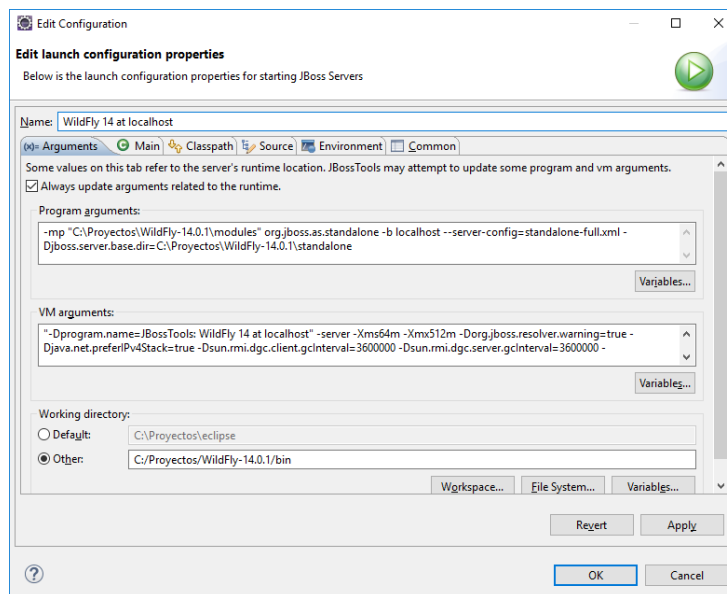 Edit Configuration
Edit launch configuration properties
Below is the launch configuration properties for starting JBoss Servers
Name: WildFly 14 at localhost
(x)= Arguments Main Classpath Source Environment Common
Some values on this tab refer to the server's runtime location. JBossTools may attempt to update some program and vm arguments.
Always update arguments related to the runtime.
Program arguments:
-mp "C:\Proyectos\WildFly-14.0.1\modules" org.jboss.as.standalone -b localhost --server-config=standalone-full.xml -
Djboss.server.base.dir=C:\Proyectos\WildFly-14.0.1\standalone
Variables...
VM arguments:
"-Dprogram.name=JBossTools: WildFly 14 at localhost" -server -Xms64m -Xmx512m -Dorg.jboss.resolver.warning=true -
Djava.net.preferIPv4Stack=true -Dsun.rmi.dgc.client.gcInterval=3600000 -Dsun.rmi.dgc.server.gcInterval=3600000 -
Variables...
Working directory:
Default: C:\Proyectos\eclipse
Other: C:/Proyectos/WildFly-14.0.1/bin
Workspace... File System... Variables...
Revert Apply
? OK Cancel